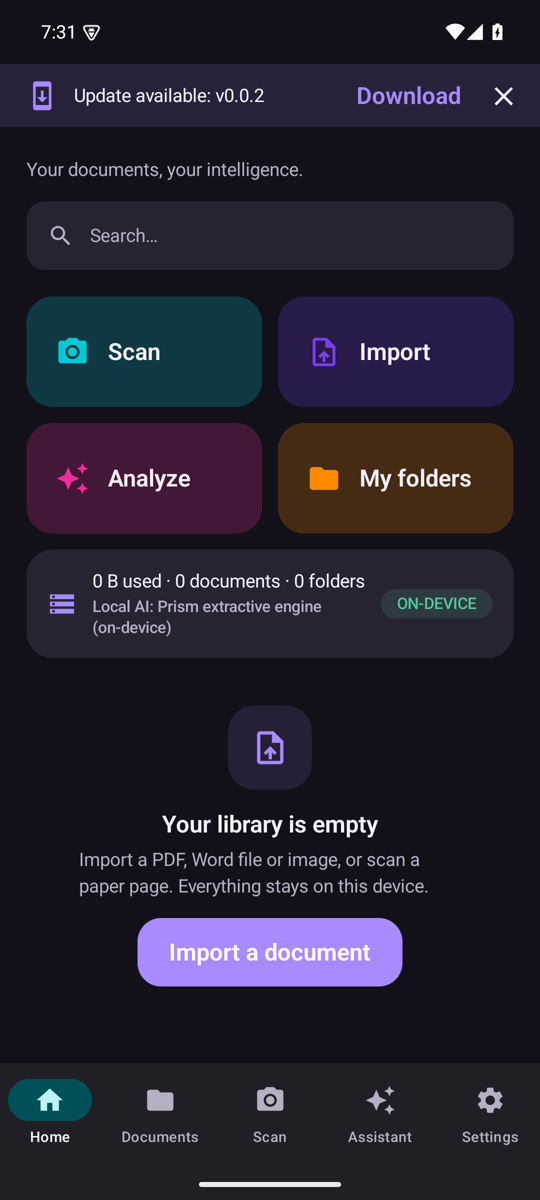 7:31
Update available: v0.0.2
Download
Your documents, your intelligence.
Search...
Scan
Import
Analyze
My folders
0 B used · 0 documents · 0 folders
Local AI: Prism extractive engine
(on-device)
ON-DEVICE
Your library is empty
Import a PDF, Word file or image, or scan a
paper page. Everything stays on this device.
Import a document
Home
Documents
Scan
Assistant
Settings